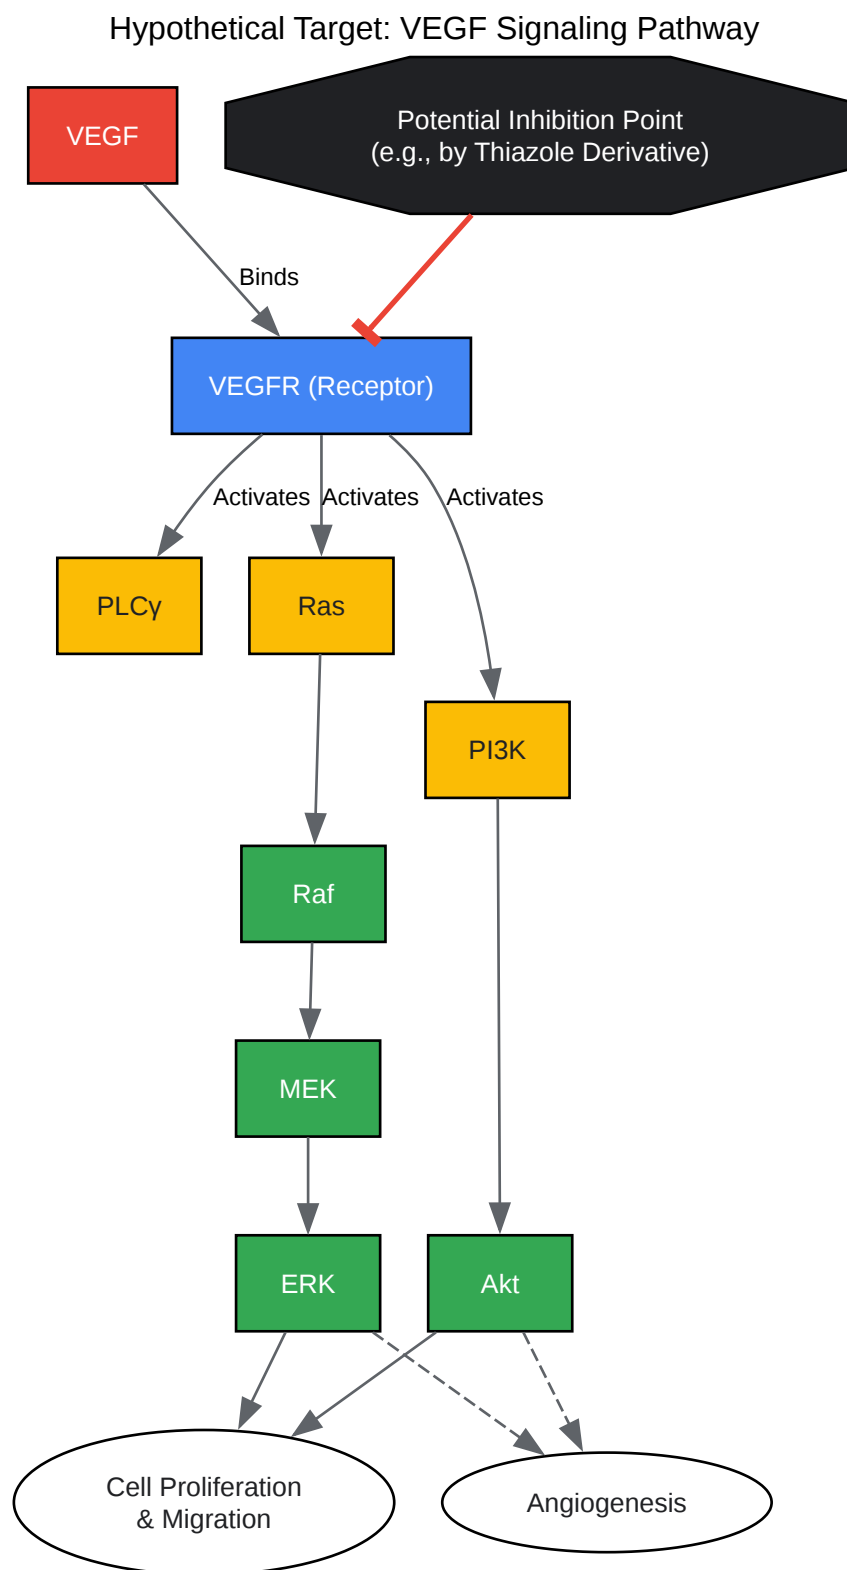 Hypothetical Target: VEGF Signaling Pathway
VEGF
Potential Inhibition Point
(e.g., by Thiazole Derivative)
Binds
VEGFR (Receptor)
Activates
Activates
Activates
PLCγ
Ras
PI3K
Raf
MEK
ERK
Akt
Cell Proliferation
& Migration
Angiogenesis